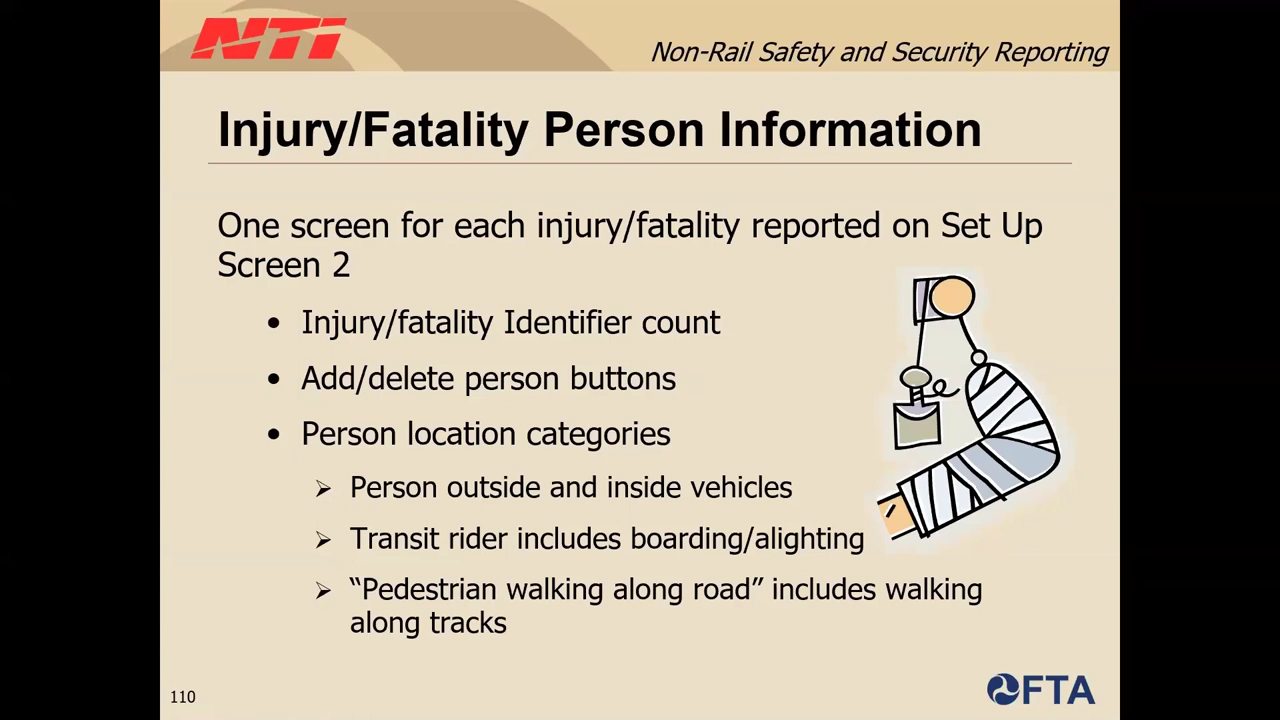 NTI
Non-Rail Safety and Security Reporting
Injury/Fatality Person Information
One screen for each injury/fatality reported on Set Up
Screen 2
• Injury/fatality Identifier count
• Add/delete person buttons
• Person location categories
➢ Person outside and inside vehicles
➢ Transit rider includes boarding/alighting
➢ “Pedestrian walking along road” includes walking
along tracks
110
FTA